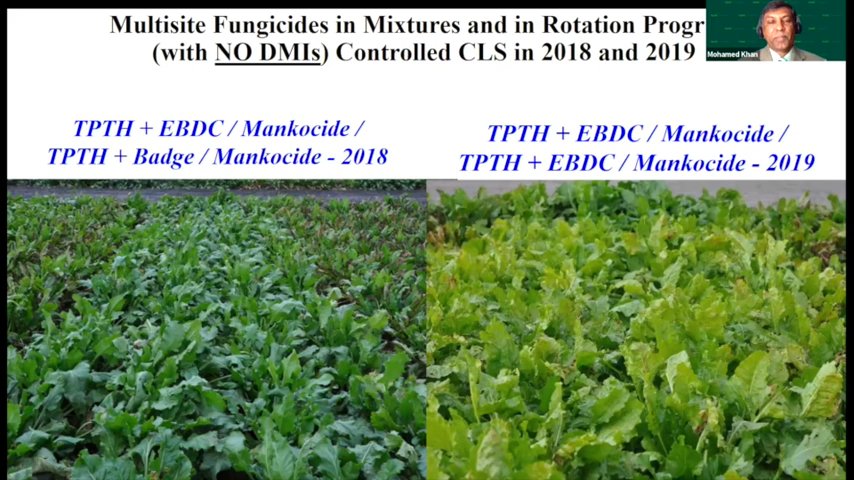 Multisite Fungicides in Mixtures and in Rotation Progr
(with NO DMIs) Controlled CLS in 2018 and 2019
Mohamed Khan
TPTH + EBDC / Mankocide /
TPTH + Badge / Mankocide - 2018
TPTH + EBDC / Mankocide /
TPTH + EBDC / Mankocide - 2019